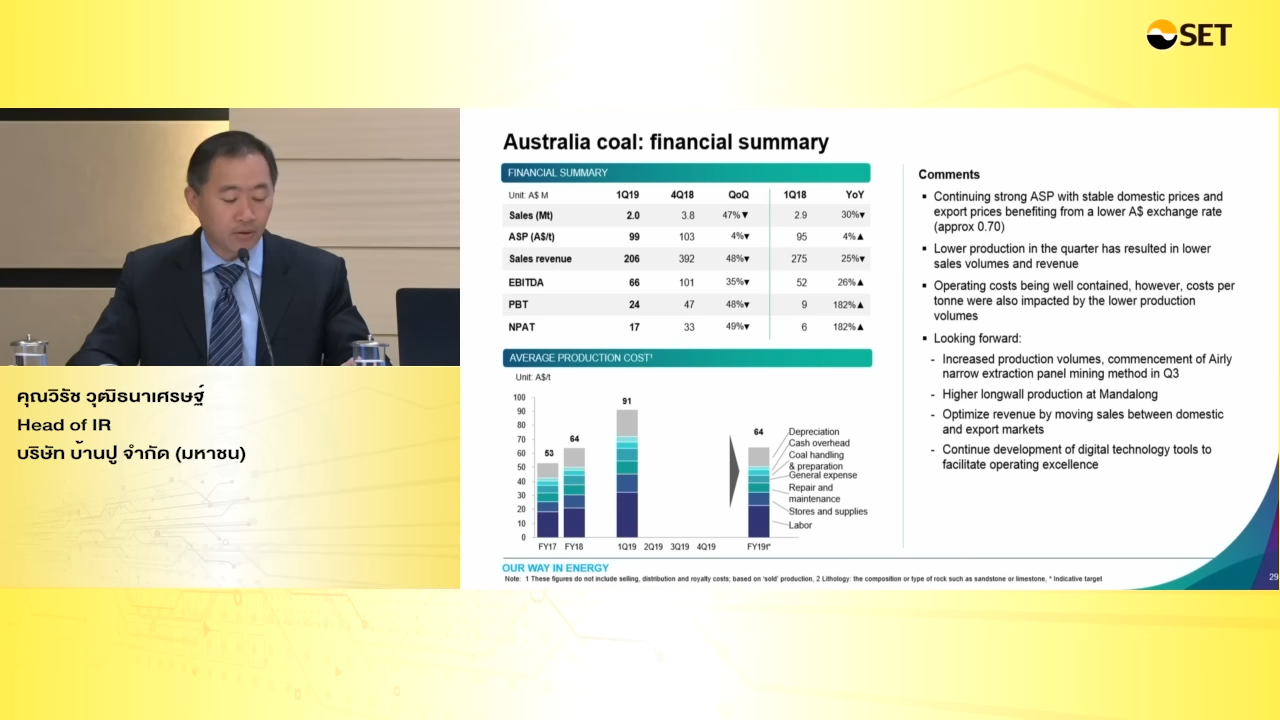 SET
Australia coal: financial summary
FINANCIAL SUMMARY
Unit: A$ M 1Q19 4Q18 QoQ 1Q18 YoY
Sales (Mt) 2.0 3.8 47%▼ 2.9 30%▼
ASP (A$/t) 99 103 4%▼ 95 4%▲
Sales revenue 206 392 48%▼ 275 25%▼
EBITDA 66 101 35%▼ 52 26%▲
PBT 24 47 48%▼ 9 182%▲
NPAT 17 33 49%▼ 6 182%▲
AVERAGE PRODUCTION COST¹
Unit: A$/t
100
90
80
70
60
50
40
30
20
10
0
53
64
91
64
FY17 FY18 1Q19 2Q19 3Q19 4Q19 FY19t*
Depreciation
Cash overhead
Coal handling
& preparation
General expense
Repair and
maintenance
Stores and supplies
Labor
Comments
▪ Continuing strong ASP with stable domestic prices and
export prices benefiting from a lower A$ exchange rate
(approx 0.70)
▪ Lower production in the quarter has resulted in lower
sales volumes and revenue
▪ Operating costs being well contained, however, costs per
tonne were also impacted by the lower production
volumes
▪ Looking forward:
- Increased production volumes, commencement of Airly
narrow extraction panel mining method in Q3
- Higher longwall production at Mandalong
- Optimize revenue by moving sales between domestic
and export markets
- Continue development of digital technology tools to
facilitate operating excellence
OUR WAY IN ENERGY
Note: 1 These figures do not include selling, distribution and royalty costs; based on 'sold' production, 2 Lithology: the composition or type of rock such as sandstone or limestone, * Indicative target
29
คุณวิรัช วุฒิธนาเศรษฐ์
Head of IR
บริษัท บ้านปู จำกัด (มหาชน)